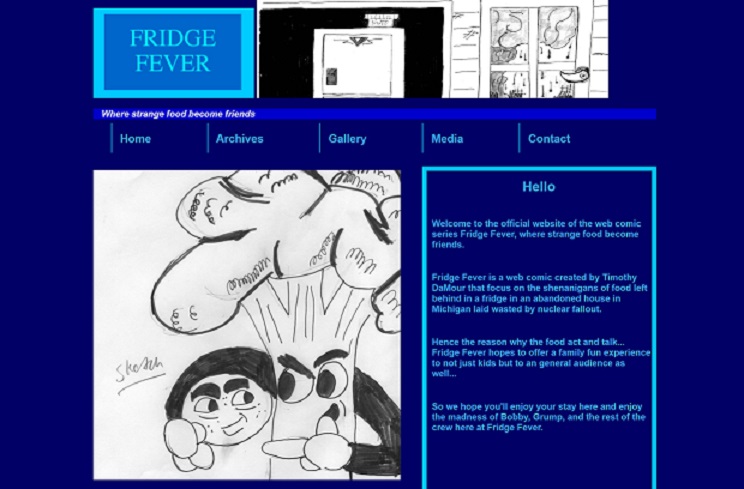 FRIDGE
FEVER
Where strange food become friends
Home
Archives
Gallery
Media
Contact
Sketch
Hello
Welcome to the official website of the web comic
series Fridge Fever, where strange food become
friends.
Fridge Fever is a web comic created by Timothy
DaMour that focus on the shenanigans of food left
behind in a fridge in an abandoned house in
Michigan laid wasted by nuclear fallout.
Hence the reason why the food act and talk...
Fridge Fever hopes to offer a family fun experience
to not just kids but to an general audience as
well...
So we hope you'll enjoy your stay here and enjoy
the madness of Bobby, Grump, and the rest of the
crew here at Fridge Fever.